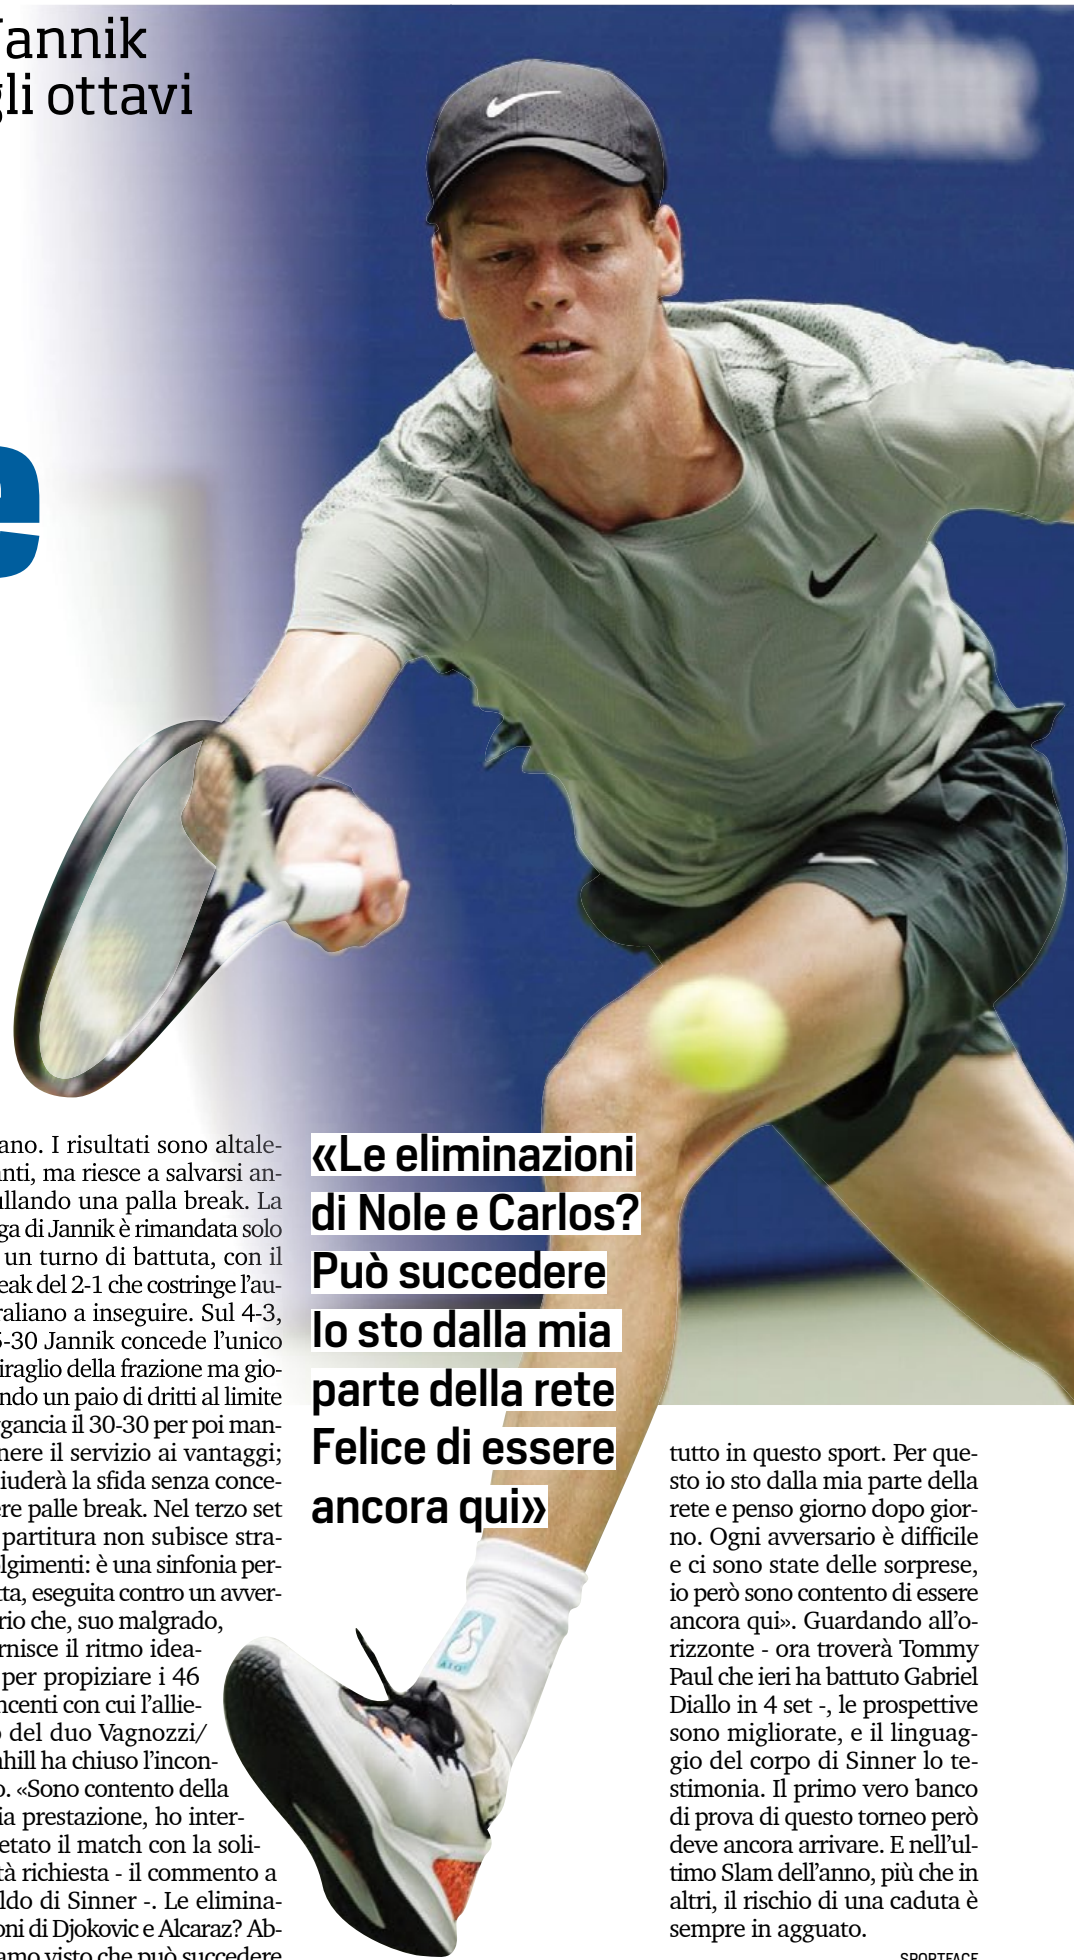 Jannik
gli ottavi
e
ano. I risultati sono altale-
nti, ma riesce a salvarsi an-
llando una palla break. La
ga di Jannik è rimandata solo
un turno di battuta, con il
eak del 2-1 che costringe l'au-
raliano a inseguire. Sul 4-3,
5-30 Jannik concede l'unico
iraglio della frazione ma gio-
ndo un paio di dritti al limite
gancia il 30-30 per poi man-
nere il servizio ai vantaggi;
iuderà la sfida senza conce-
re palle break. Nel terzo set
partitura non subisce stra-
lgimenti: è una sinfonia per-
tta, eseguita contro un avver-
rio che, suo malgrado,
rnisce il ritmo idea-
per propiziare i 46
ncenti con cui l'allie-
o del duo Vagnozzi/
hill ha chiuso l'incon-
o. «Sono contento della
ia prestazione, ho inter-
etato il match con la soli-
tà richiesta - il commento a
ldo di Sinner -. Le elimina-
oni di Djokovic e Alcaraz? Ab-
amo visto che può succedere
«Le eliminazioni
di Nole e Carlos?
Può succedere
Io sto dalla mia
parte della rete
Felice di essere
ancora qui»
tutto in questo sport. Per que-
sto io sto dalla mia parte della
rete e penso giorno dopo gior-
no. Ogni avversario è difficile
e ci sono state delle sorprese,
io però sono contento di essere
ancora qui». Guardando all'o-
rizzonte - ora troverà Tommy
Paul che ieri ha battuto Gabriel
Diallo in 4 set -, le prospettive
sono migliorate, e il linguag-
gio del corpo di Sinner lo te-
stimonia. Il primo vero banco
di prova di questo torneo però
deve ancora arrivare. E nell'ul-
timo Slam dell'anno, più che in
altri, il rischio di una caduta è
sempre in agguato.
SPORTFACE